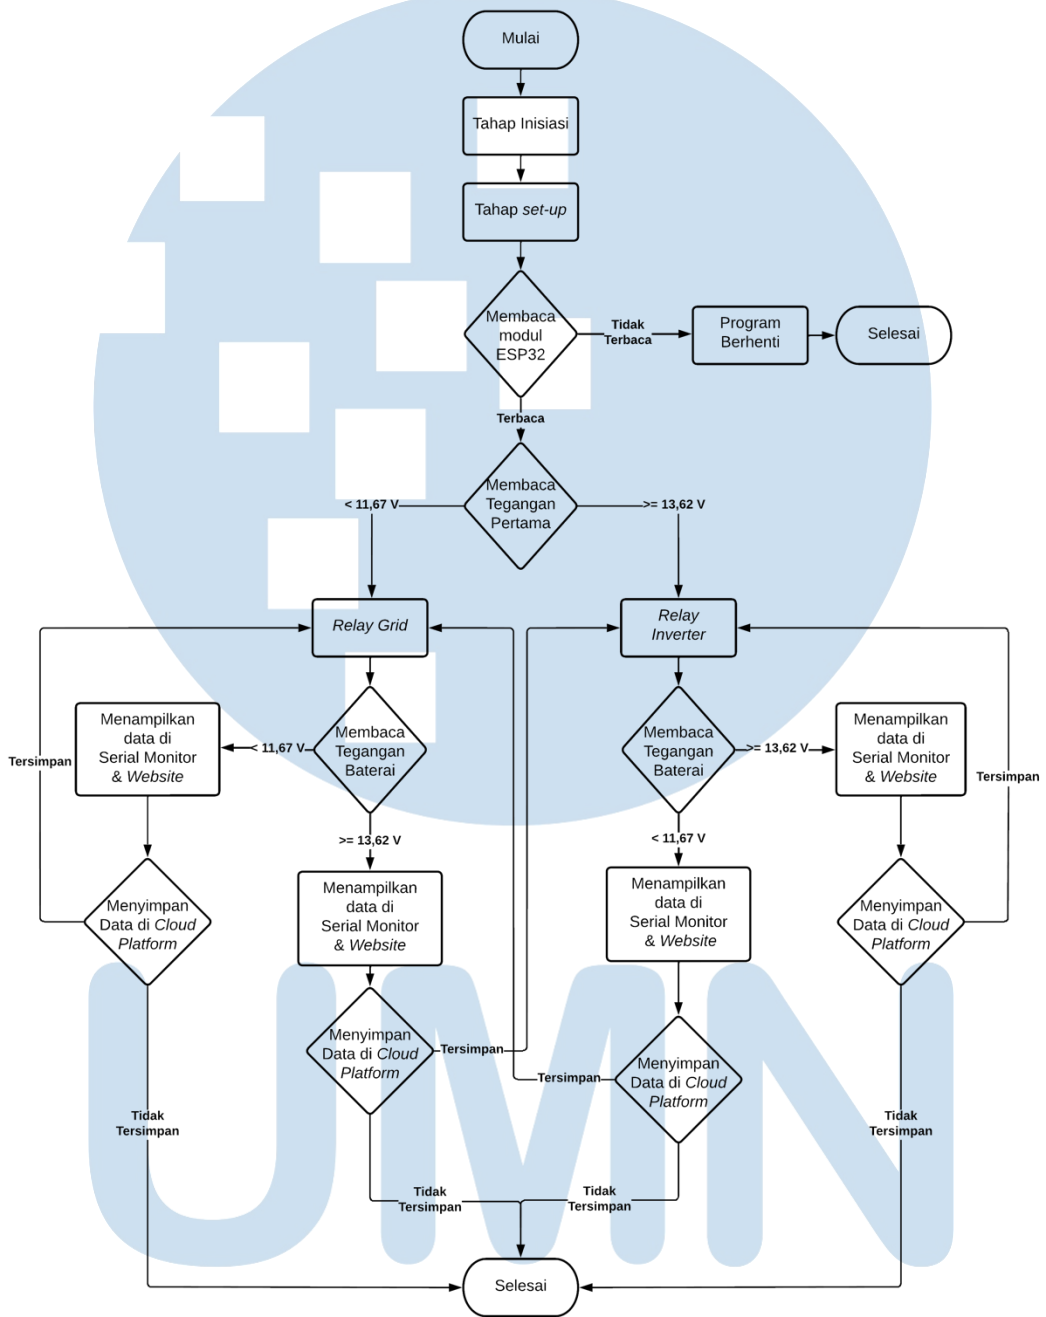 Mulai
Tahap Inisiasi
Tahap set-up
Membaca
modul
ESP32
Tidak
Terbaca
Program
Berhenti
Selesai
Terbaca
Membaca
Tegangan
Pertama
< 11,67 V
>= 13,62 V
Relay Grid
Relay
Inverter
Menampilkan
data di
Serial Monitor
& Website
< 11,67 V
Membaca
Tegangan
Baterai
Membaca
Tegangan
Baterai
>= 13,62 V
Menampilkan
data di
Serial Monitor
& Website
Tersimpan
Tersimpan
>= 13,62 V
< 11,67 V
Menyimpan
Data di Cloud
Platform
Menampilkan
data di
Serial Monitor
& Website
Menampilkan
data di
Serial Monitor
& Website
Menyimpan
Data di Cloud
Platform
Menyimpan
Data di Cloud
Platform
Tersimpan
Tersimpan
Menyimpan
Data di Cloud
Platform
Tidak
Tersimpan
Tidak
Tersimpan
Tidak
Tersimpan
Tidak
Tersimpan
UMN
Selesai